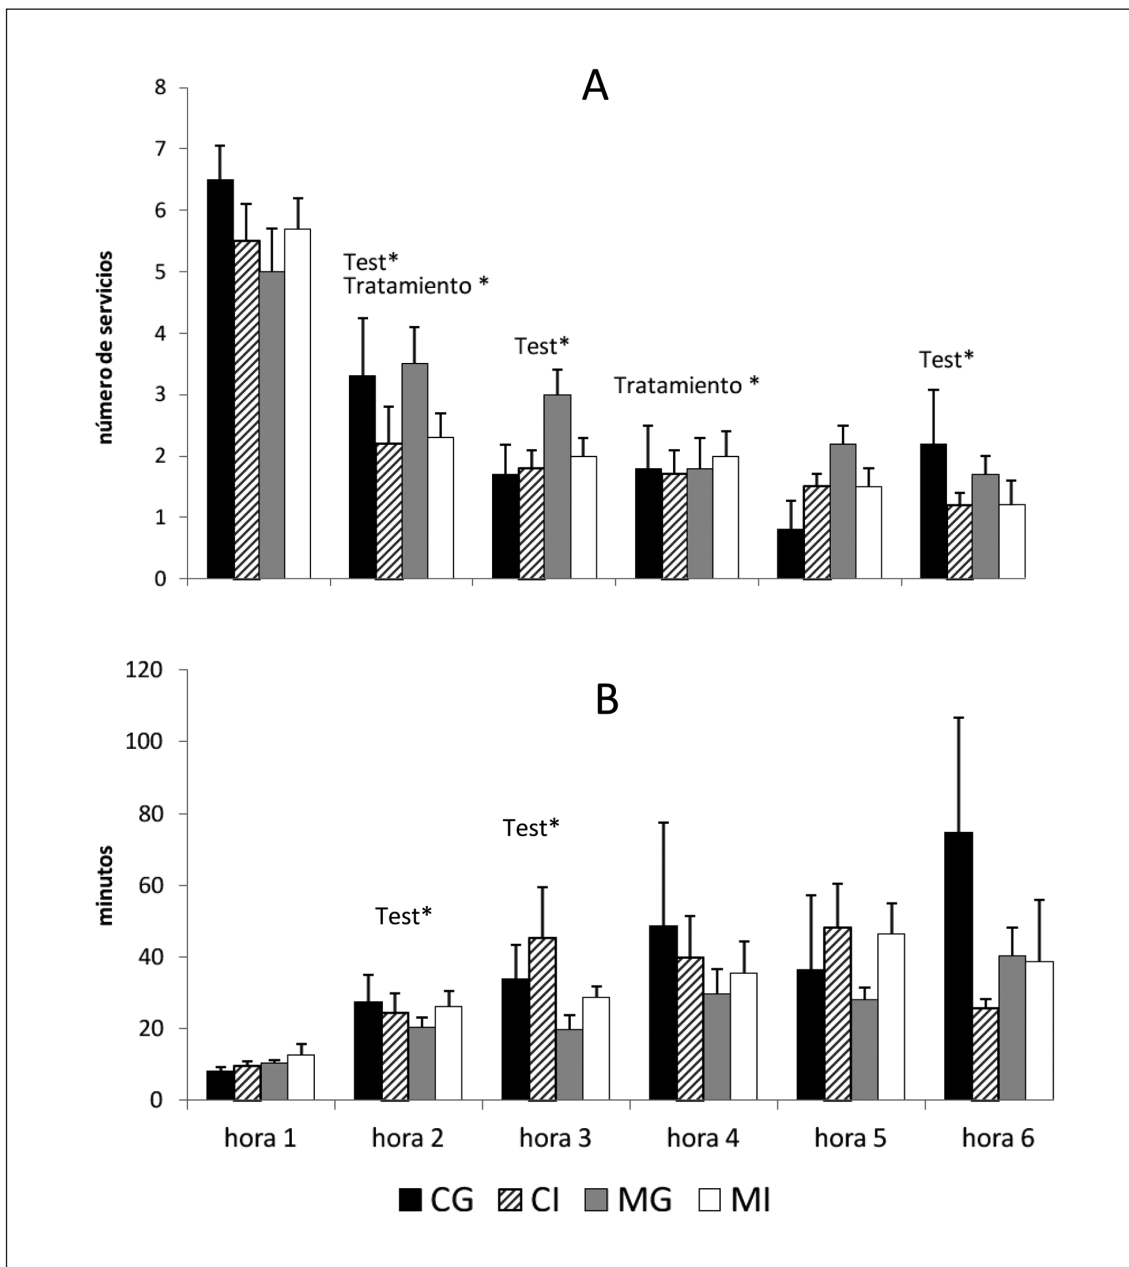 A
8
7
6
5
4
3
2
1
0
número de servicios
Test*
Tratamiento *
Test*
Tratamiento *
Test*
B
120
100
80
60
40
20
0
minutos
Test*
Test*
hora 1 hora 2 hora 3 hora 4 hora 5 hora 6
CG CI MG MI